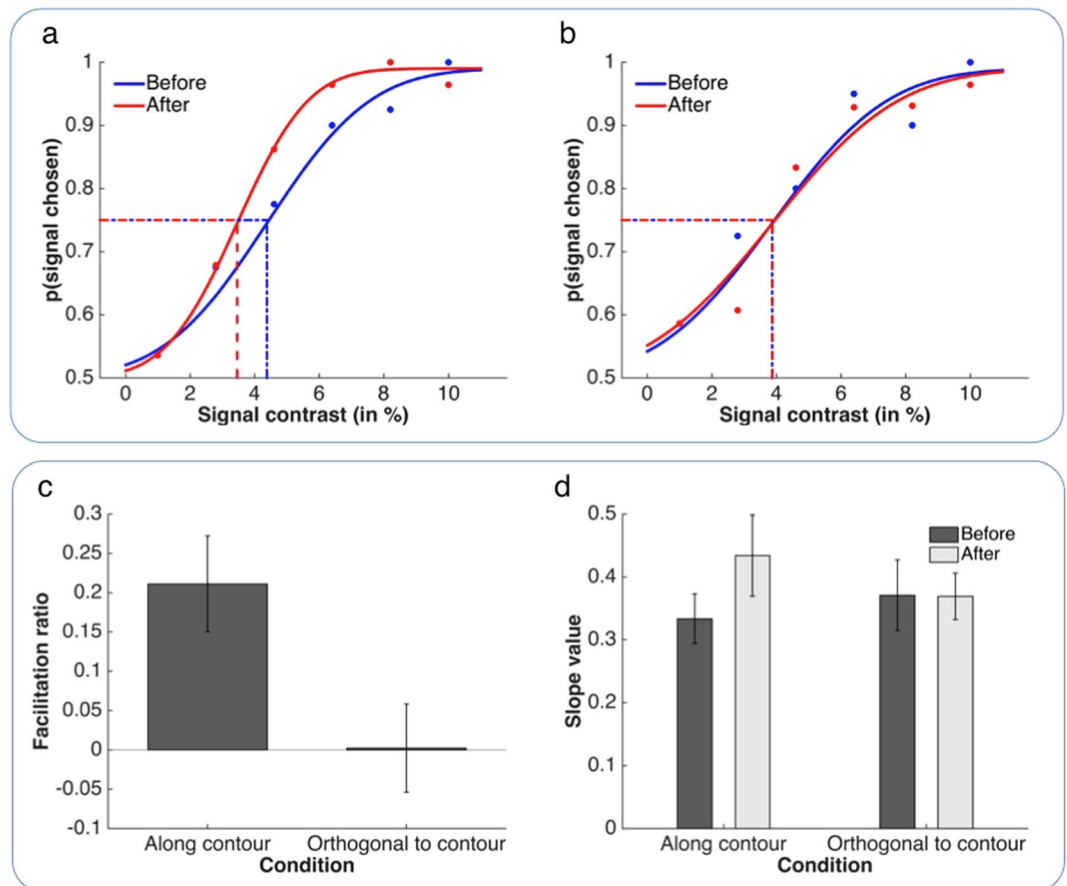 a
1
0.9
0.8
0.7
0.6
0.5
p(signal chosen)
Before
After
0 2 4 6 8 10
Signal contrast (in %)
b
1
0.9
0.8
0.7
0.6
0.5
p(signal chosen)
Before
After
0 2 4 6 8 10
Signal contrast (in %)
c
0.3
0.25
0.2
0.15
0.1
0.05
0
-0.05
-0.1
Facilitation ratio
Along contour Orthogonal to contour
Condition
d
0.5
0.4
0.3
0.2
0.1
0
Slope value
Before
After
Along contour Orthogonal to contour
Condition